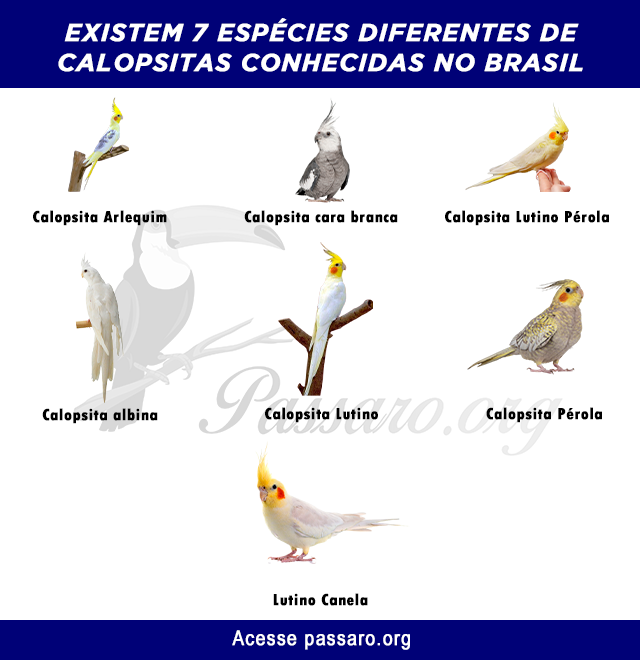 EXISTEM 7 ESPÉCIES DIFERENTES DE
CALOPSITAS CONHECIDAS NO BRASIL
Calopsita Arlequim
Calopsita cara branca
Calopsita Lutino Pérola
Calopsita albina
Calopsita Lutino
Calopsita Pérola
Passaro.org
Lutino Canela
Acesse passaro.org